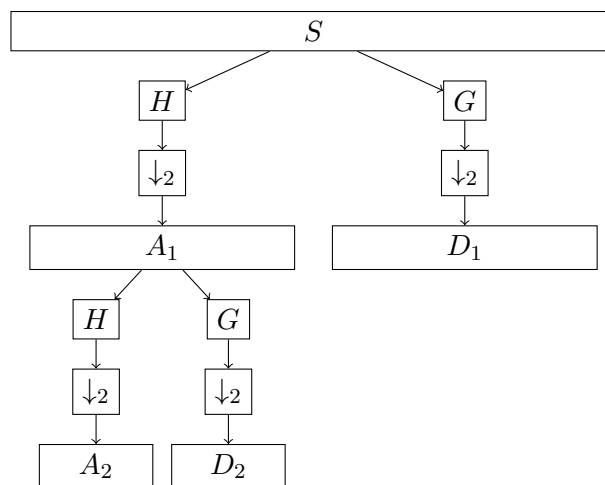 S
H G
↓₂ ↓₂
A₁ D₁
H G
↓₂ ↓₂
A₂ D₂